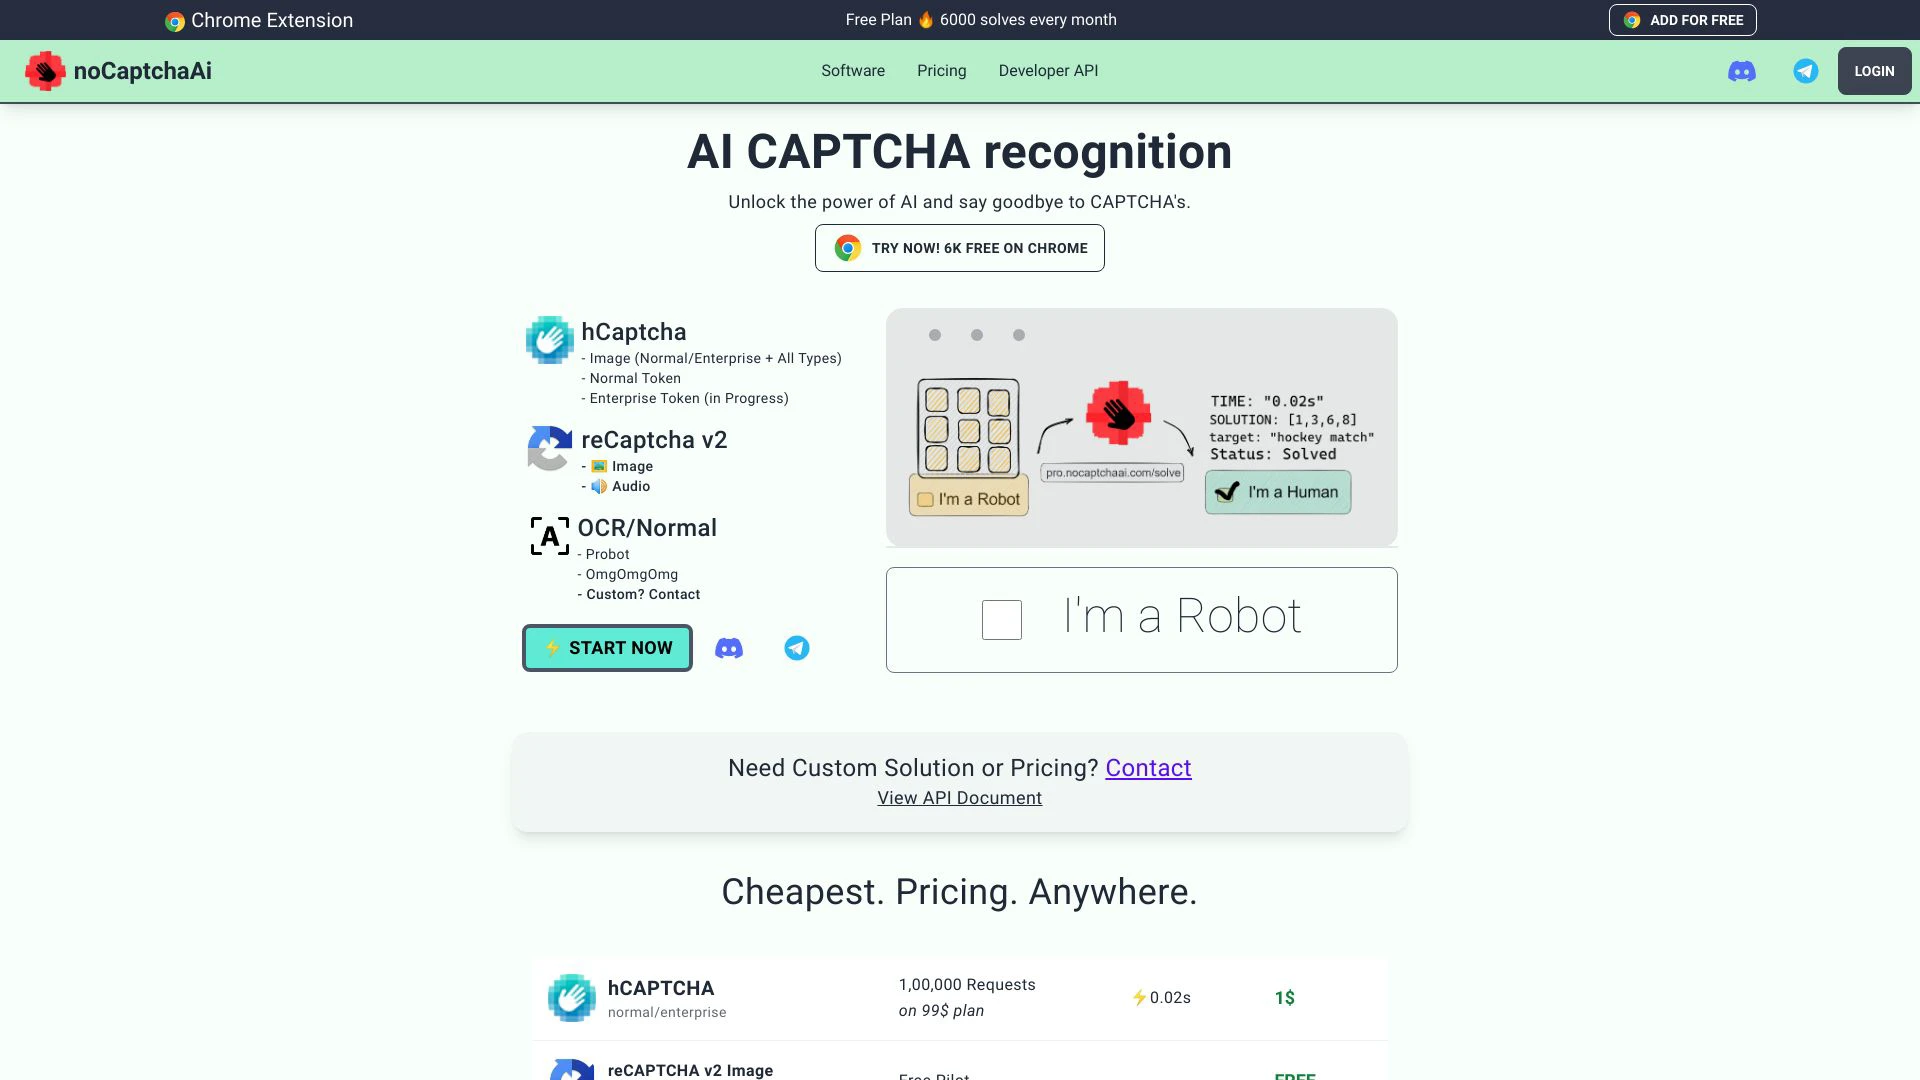 Chrome Extension
Free Plan 🔥 6000 solves every month
ADD FOR FREE
noCaptchaAi
Software
Pricing
Developer API
LOGIN
AI CAPTCHA recognition
Unlock the power of AI and say goodbye to CAPTCHA's.
TRY NOW! 6K FREE ON CHROME
hCaptcha
- Image (Normal/Enterprise + All Types)
- Normal Token
- Enterprise Token (in Progress)
reCaptcha v2
- 🖼️ Image
- 🔊 Audio
A
OCR/Normal
- Probot
- OmgOmgOmg
- Custom? Contact
⚡ START NOW
I'm a Robot
pro.nocaptchaai.com/solve
TIME: "0.02s"
SOLUTION: [1,3,6,8]
target: "hockey match"
Status: Solved
I'm a Human
I'm a Robot
Need Custom Solution or Pricing? Contact
View API Document
Cheapest. Pricing. Anywhere.
hCAPTCHA
normal/enterprise
1,00,000 Requests
on 99$ plan
⚡0.02s
1$
reCAPTCHA v2 Image
Free Pilot
FREE